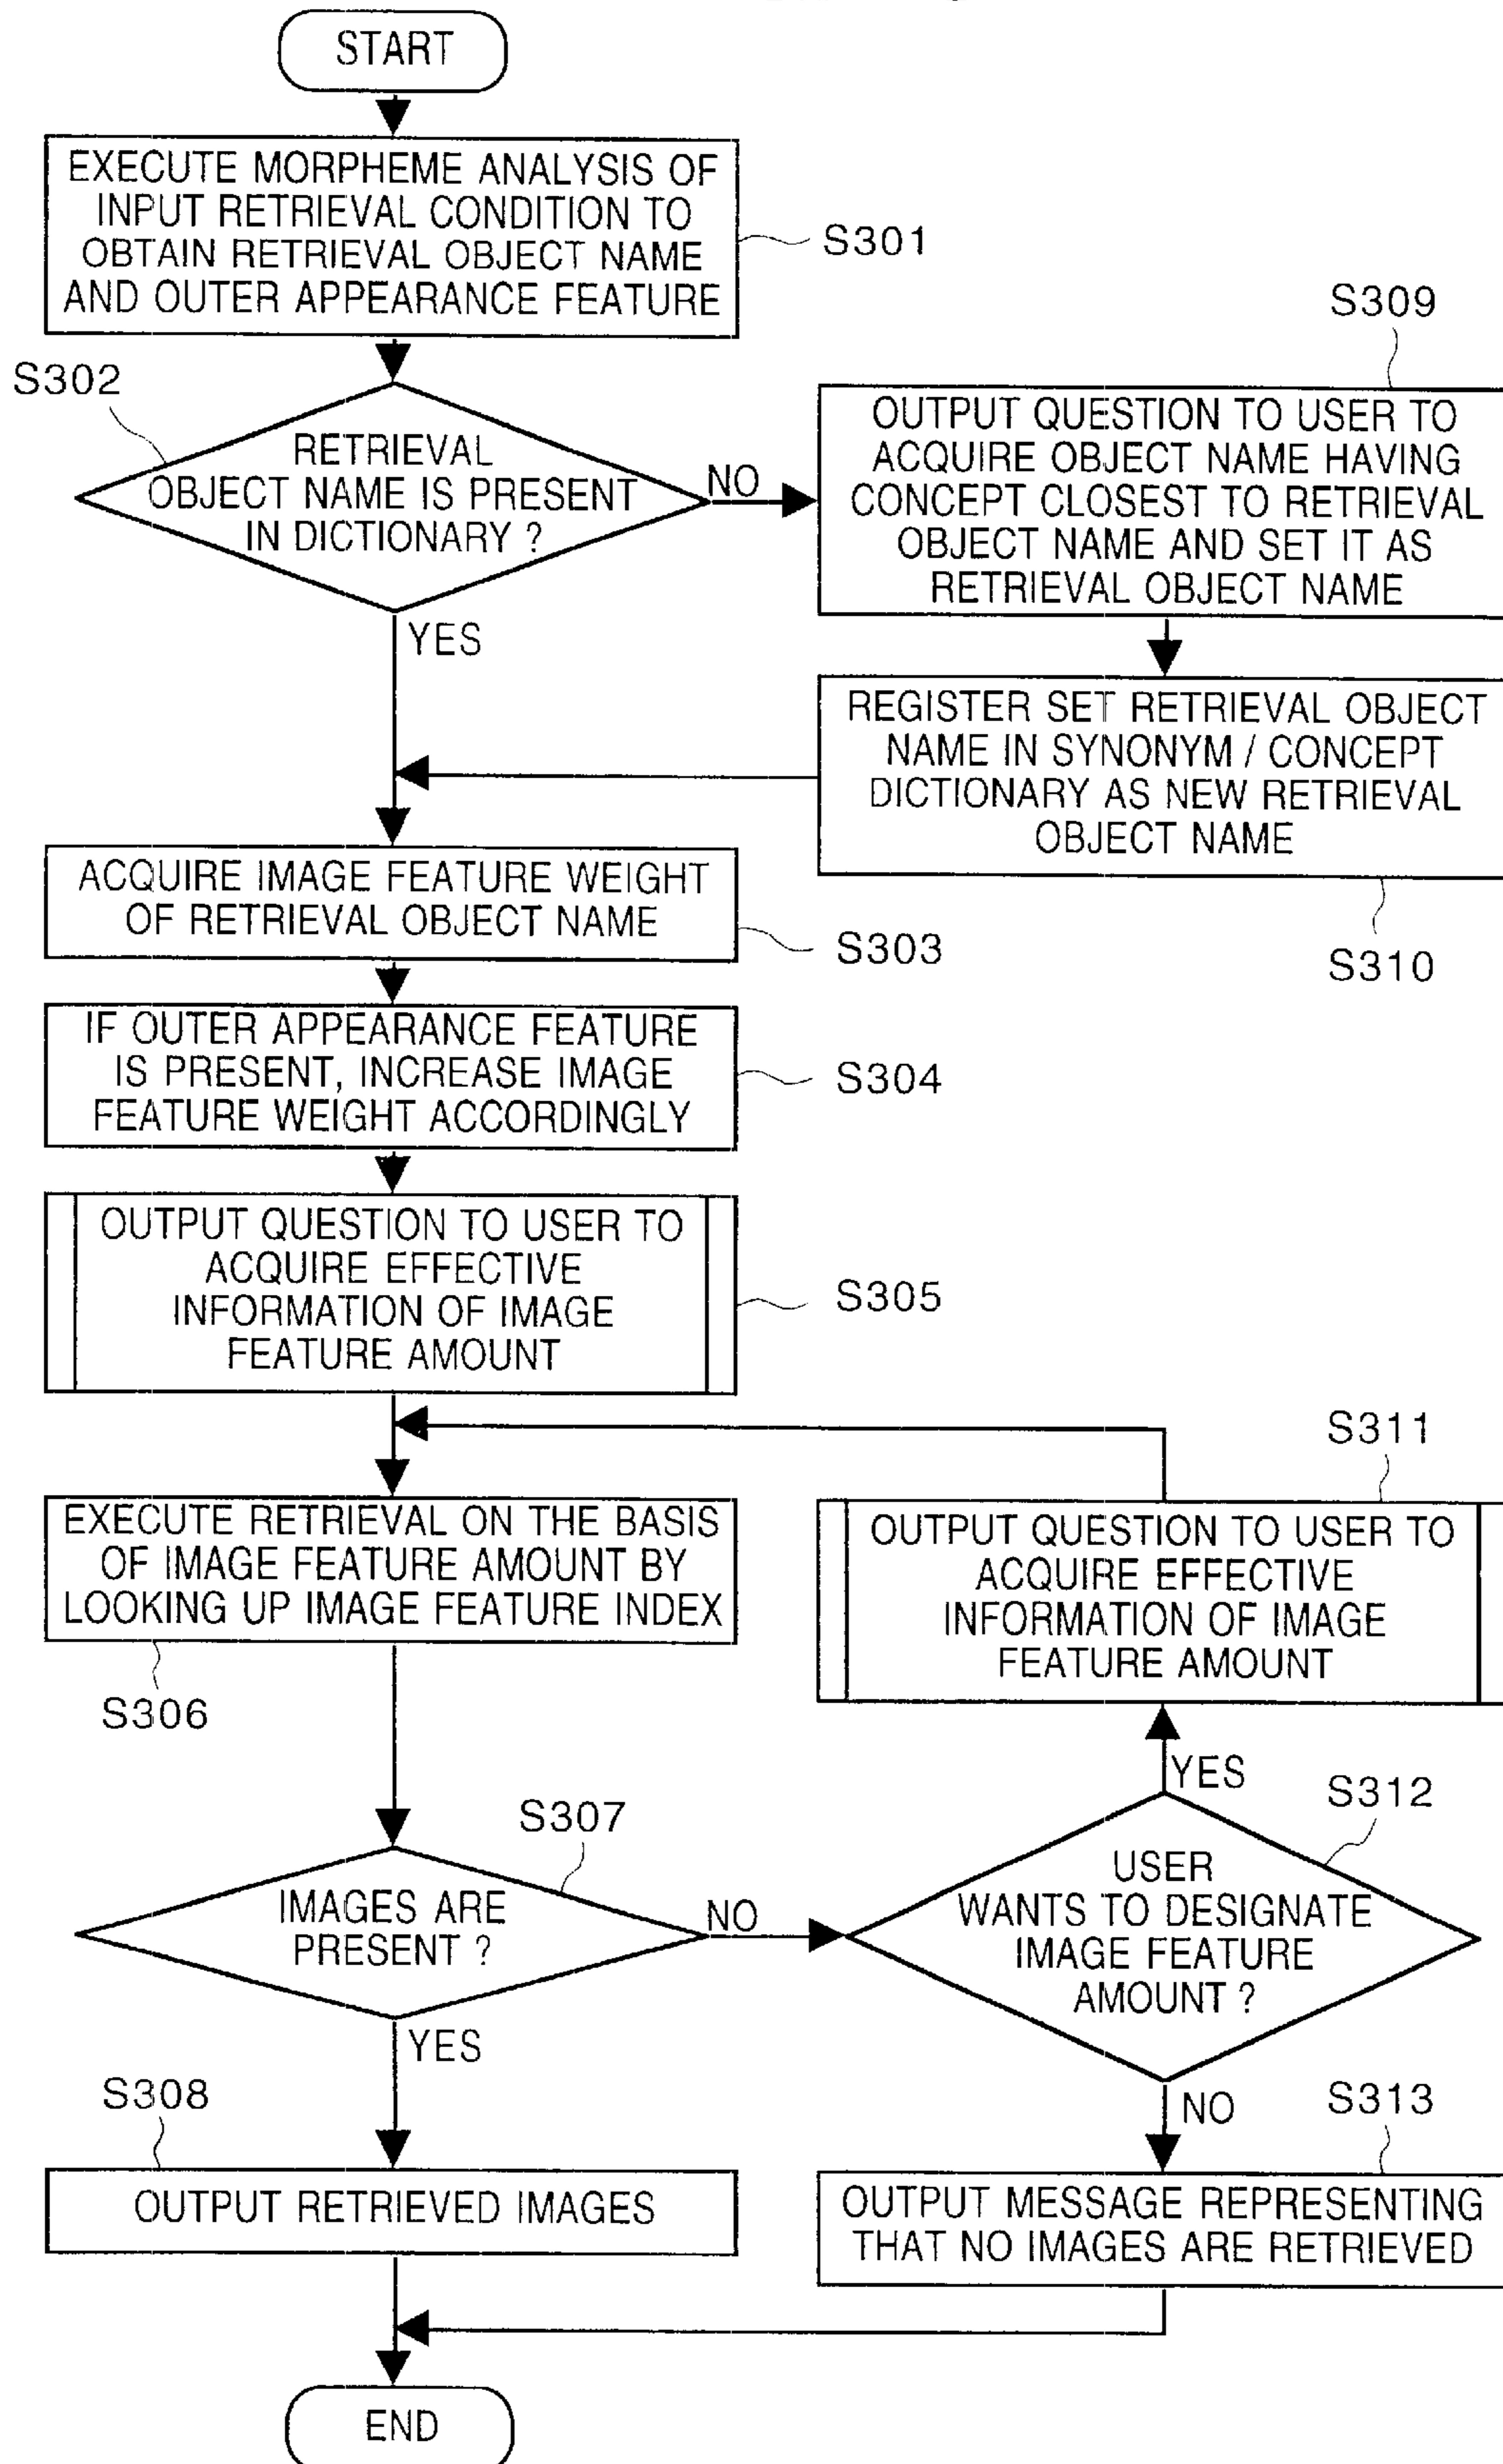 START
EXECUTE MORPHEME ANALYSIS OF
INPUT RETRIEVAL CONDITION TO
OBTAIN RETRIEVAL OBJECT NAME
AND OUTER APPEARANCE FEATURE
S301
S302
RETRIEVAL
OBJECT NAME IS PRESENT
IN DICTIONARY ?
NO
YES
S309
OUTPUT QUESTION TO USER TO
ACQUIRE OBJECT NAME HAVING
CONCEPT CLOSEST TO RETRIEVAL
OBJECT NAME AND SET IT AS
RETRIEVAL OBJECT NAME
REGISTER SET RETRIEVAL OBJECT
NAME IN SYNONYM / CONCEPT
DICTIONARY AS NEW RETRIEVAL
OBJECT NAME
S310
ACQUIRE IMAGE FEATURE WEIGHT
OF RETRIEVAL OBJECT NAME
S303
IF OUTER APPEARANCE FEATURE
IS PRESENT, INCREASE IMAGE
FEATURE WEIGHT ACCORDINGLY
S304
OUTPUT QUESTION TO USER TO
ACQUIRE EFFECTIVE
INFORMATION OF IMAGE
FEATURE AMOUNT
S305
EXECUTE RETRIEVAL ON THE BASIS
OF IMAGE FEATURE AMOUNT BY
LOOKING UP IMAGE FEATURE INDEX
S306
S311
OUTPUT QUESTION TO USER TO
ACQUIRE EFFECTIVE
INFORMATION OF IMAGE
FEATURE AMOUNT
YES
S307
IMAGES ARE
PRESENT ?
NO
YES
S312
USER
WANTS TO DESIGNATE
IMAGE FEATURE
AMOUNT ?
NO
S308
OUTPUT RETRIEVED IMAGES
S313
OUTPUT MESSAGE REPRESENTING
THAT NO IMAGES ARE RETRIEVED
END